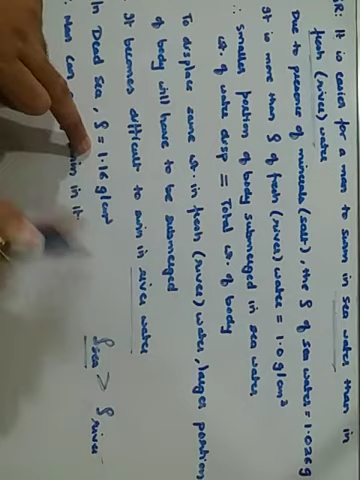 GR: It is easier for a man to swim in sea water than in
fresh (river) water
Due to presence of minerals (salt), the ρ of sea water = 1.026 g
It is more than ρ of fresh (river) water = 1.0 g/cm³
∴ smaller portion of body submerged in sea water
wt. of water disp = Total wt. of body
To displace same wt. in fresh (river) water, larger portion
of body will have to be submerged
It becomes difficult to swim in river water
In Dead sea, ρ = 1.16 g/cm³
ρ sea > ρ river
man can in it.